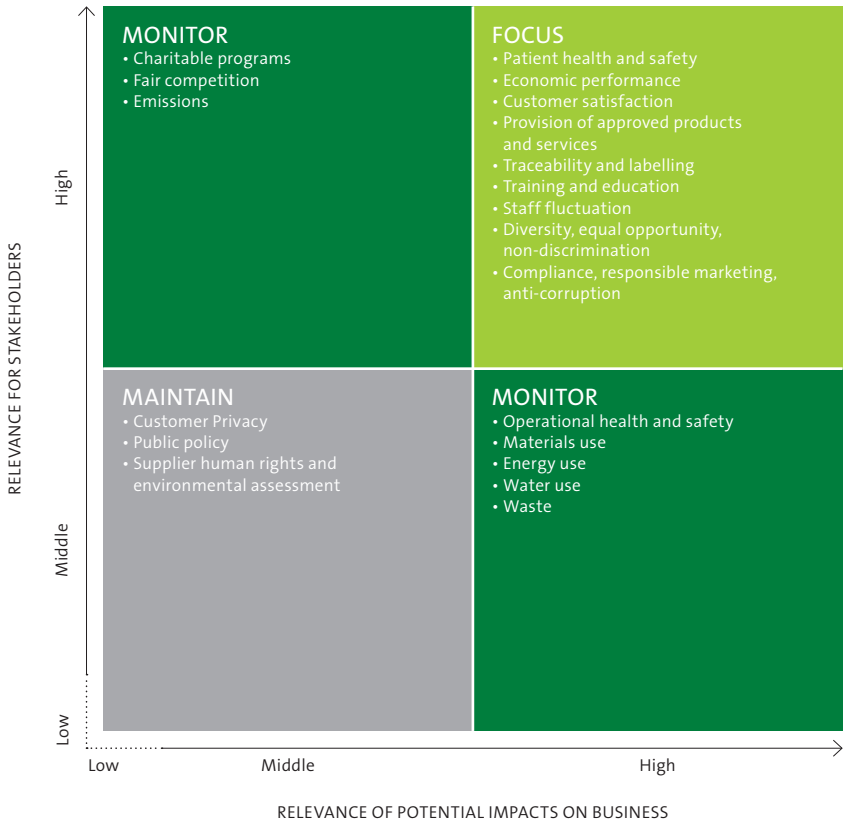 MONITOR
• Charitable programs
• Fair competition
• Emissions
FOCUS
• Patient health and safety
• Economic performance
• Customer satisfaction
• Provision of approved products
and services
• Traceability and labelling
• Training and education
• Staff fluctuation
• Diversity, equal opportunity,
non-discrimination
• Compliance, responsible marketing,
anti-corruption
MAINTAIN
• Customer Privacy
• Public policy
• Supplier human rights and
environmental assessment
MONITOR
• Operational health and safety
• Materials use
• Energy use
• Water use
• Waste
RELEVANCE FOR STAKEHOLDERS
High
Middle
Low
Low
Middle
High
RELEVANCE OF POTENTIAL IMPACTS ON BUSINESS